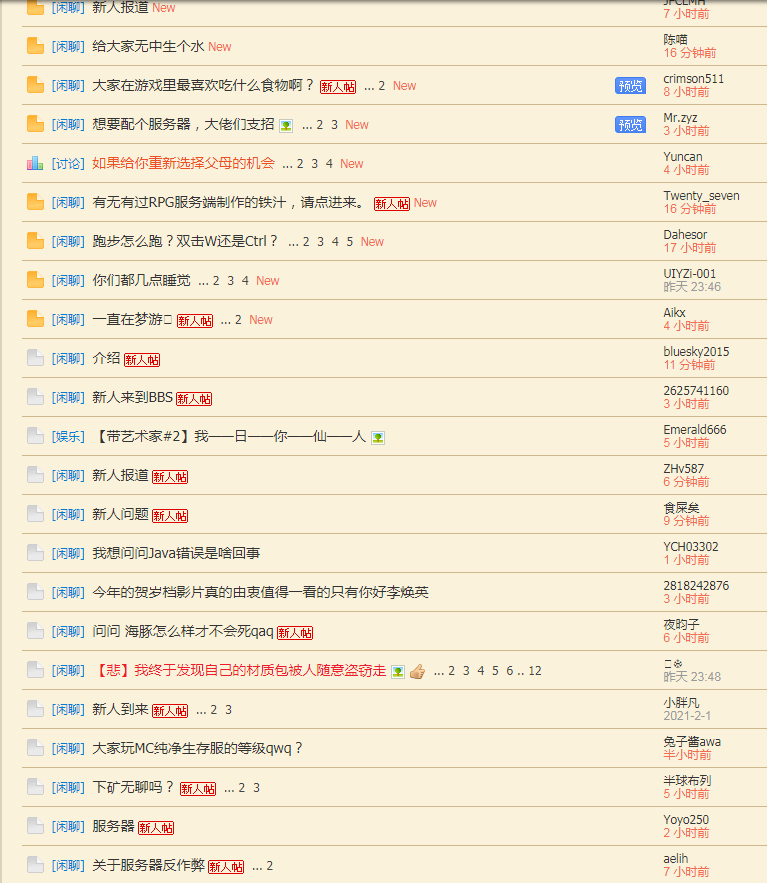 [闲聊] 新人报道 New
7 小时前
[闲聊] 给大家无中生个水 New 陈喵
16 分钟前
[闲聊] 大家在游戏里最喜欢吃什么食物啊？ 新人帖 ... 2 New 预览 crimson511
8 小时前
[闲聊] 想要配个服务器，大佬们支招 ... 2 3 New 预览 Mr.zyz
3 小时前
[讨论] 如果给你重新选择父母的机会 ... 2 3 4 New Yuncan
4 小时前
[闲聊] 有无有过RPG服务端制作的铁汁，请点进来。 新人帖 New Twenty_seven
16 分钟前
[闲聊] 跑步怎么跑？双击W还是Ctrl？ ... 2 3 4 5 New Dahesor
17 小时前
[闲聊] 你们都几点睡觉 ... 2 3 4 New UIYZi-001
昨天 23:46
[闲聊] 一直在梦游 新人帖 ... 2 New Aikx
4 小时前
[闲聊] 介绍 新人帖 bluesky2015
11 分钟前
[闲聊] 新人来到BBS 新人帖 2625741160
3 小时前
[娱乐] 【带艺术家#2】我——日——你——仙——人 Emerald666
5 小时前
[闲聊] 新人报道 新人帖 ZHv587
6 分钟前
[闲聊] 新人问题 新人帖 食屎矣
9 分钟前
[闲聊] 我想问问Java错误是啥回事 YCH03302
1 小时前
[闲聊] 今年的贺岁档影片真的由衷值得一看的只有你好李焕英 2818242876
3 小时前
[闲聊] 问问 海豚怎么样才不会死qaq 新人帖 夜昀子
6 小时前
[闲聊] 【悲】我终于发现自己的材质包被人随意盗窃走 ... 2 3 4 5 6 .. 12 ※
昨天 23:48
[闲聊] 新人到来 新人帖 ... 2 3 小胖凡
2021-2-1
[闲聊] 大家玩MC纯净生存服的等级qwq？ 兔子酱awa
半小时前
[闲聊] 下矿无聊吗？ 新人帖 ... 2 3 半球布列
5 小时前
[闲聊] 服务器 新人帖 Yoyo250
2 小时前
[闲聊] 关于服务器反作弊 新人帖 ... 2 aelih
7 小时前